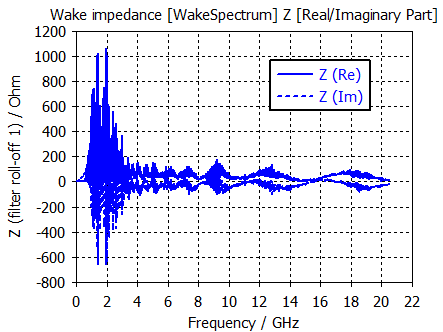 Wake impedance [WakeSpectrum] Z [Real/Imaginary Part]
1200
1000
800
600
400
200
0
-200
-400
-600
-800
Z (filter roll-off 1) / Ohm
Z (Re)
Z (Im)
0 2 4 6 8 10 12 14 16 18 20 22
Frequency / GHz